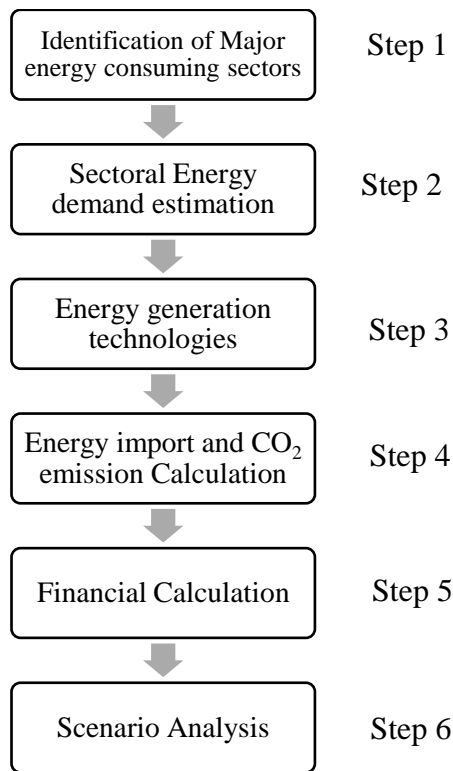 Identification of Major
energy consuming sectors
Step 1
Sectoral Energy
demand estimation
Step 2
Energy generation
technologies
Step 3
Energy import and CO₂
emission Calculation
Step 4
Financial Calculation
Step 5
Scenario Analysis
Step 6